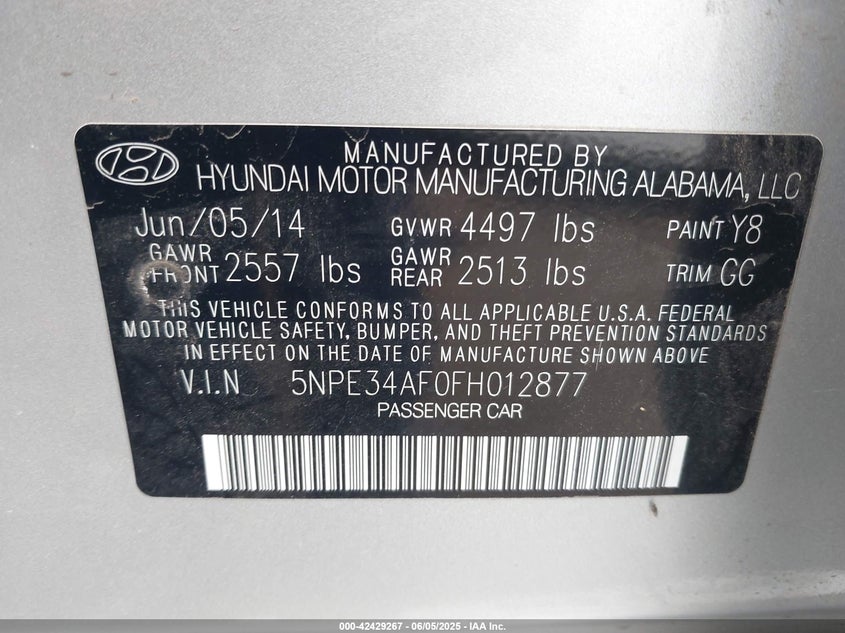 MANUFACTURED BY
HYUNDAI MOTOR MANUFACTURING ALABAMA, LLC
Jun/05/14 GVWR 4497 lbs PAINT Y8
GAWR FRONT 2557 lbs GAWR REAR 2513 lbs TRIM GG
THIS VEHICLE CONFORMS TO ALL APPLICABLE U.S.A. FEDERAL
MOTOR VEHICLE SAFETY, BUMPER, AND THEFT PREVENTION STANDARDS
IN EFFECT ON THE DATE OF MANUFACTURE SHOWN ABOVE
V.I.N 5NPE34AF0FH012877
PASSENGER CAR
000-42429267 - 06/05/2025 - IAA Inc.